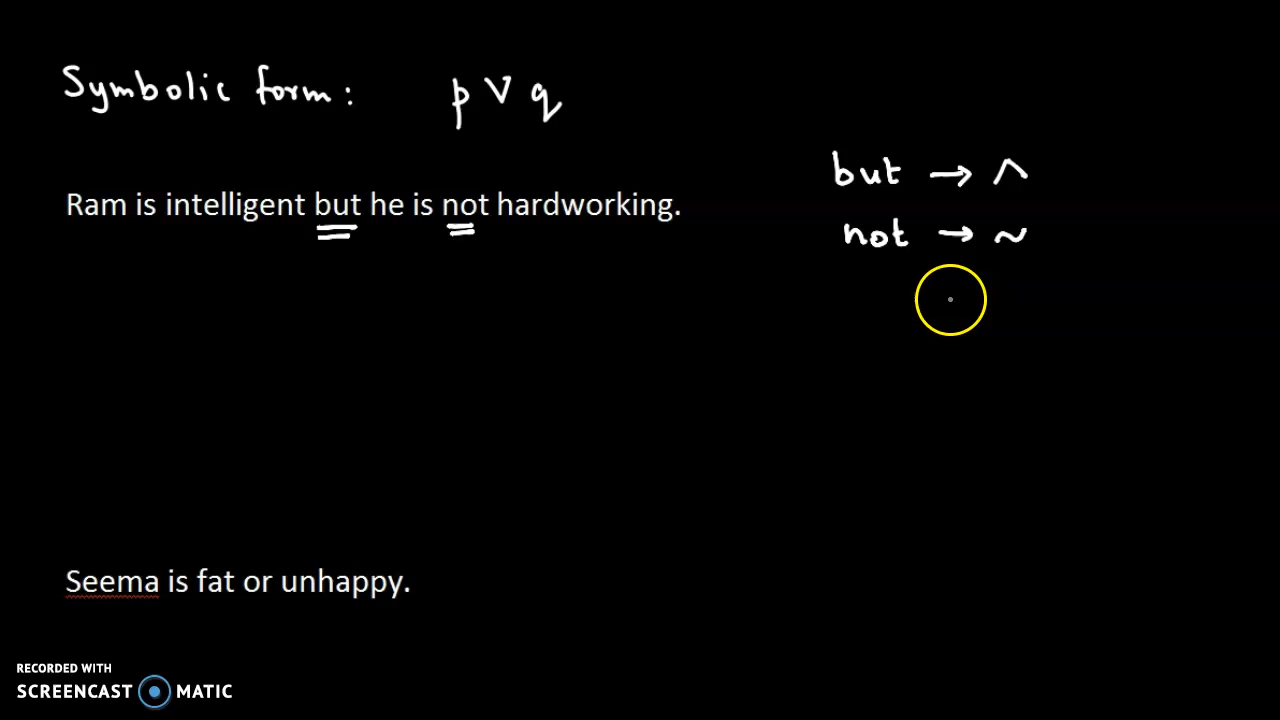 Symbolic form: p ∨ q
but → ∧
Ram is intelligent but he is not hardworking.
not → ~
Seema is fat or unhappy.
RECORDED WITH
SCREENCAST MATIC